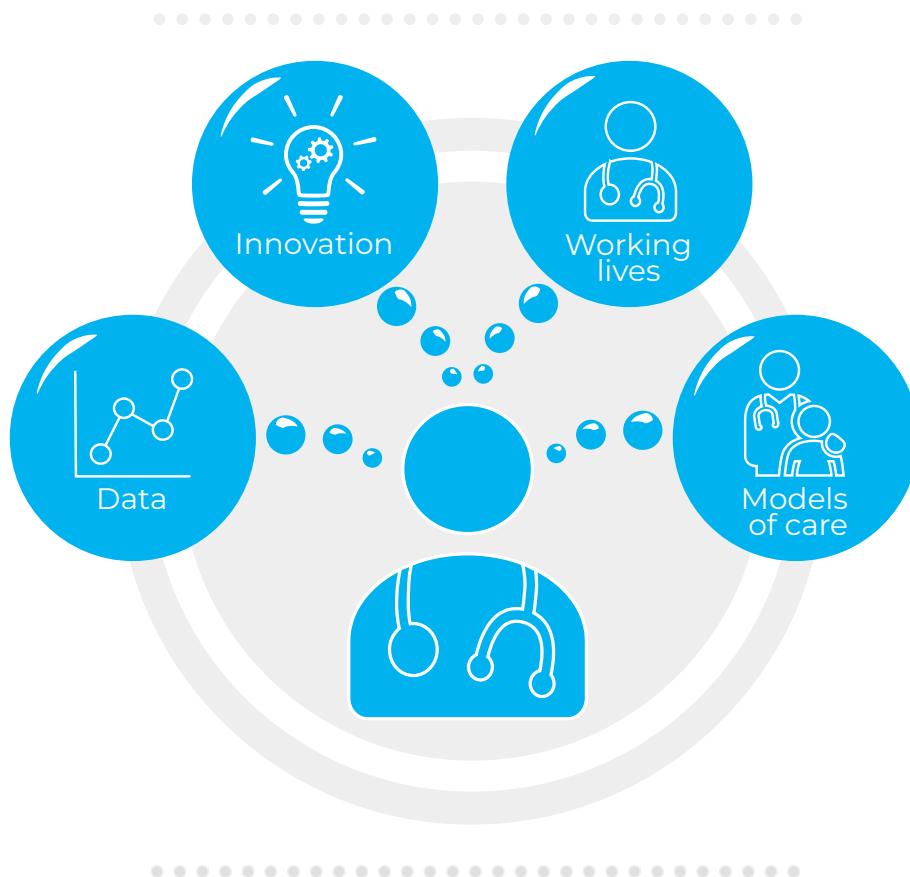 Innovation
Working
lives
Data
Models
of care